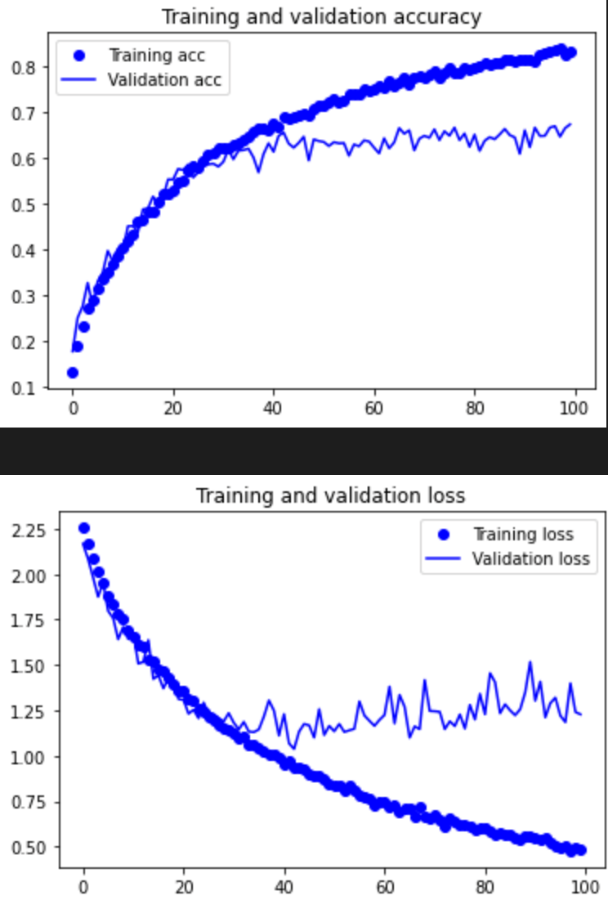 Training and validation accuracy
Training acc
Validation acc
0.8
0.7
0.6
0.5
0.4
0.3
0.2
0.1
0 20 40 60 80 100
Training and validation loss
Training loss
Validation loss
2.25
2.00
1.75
1.50
1.25
1.00
0.75
0.50
0 20 40 60 80 100